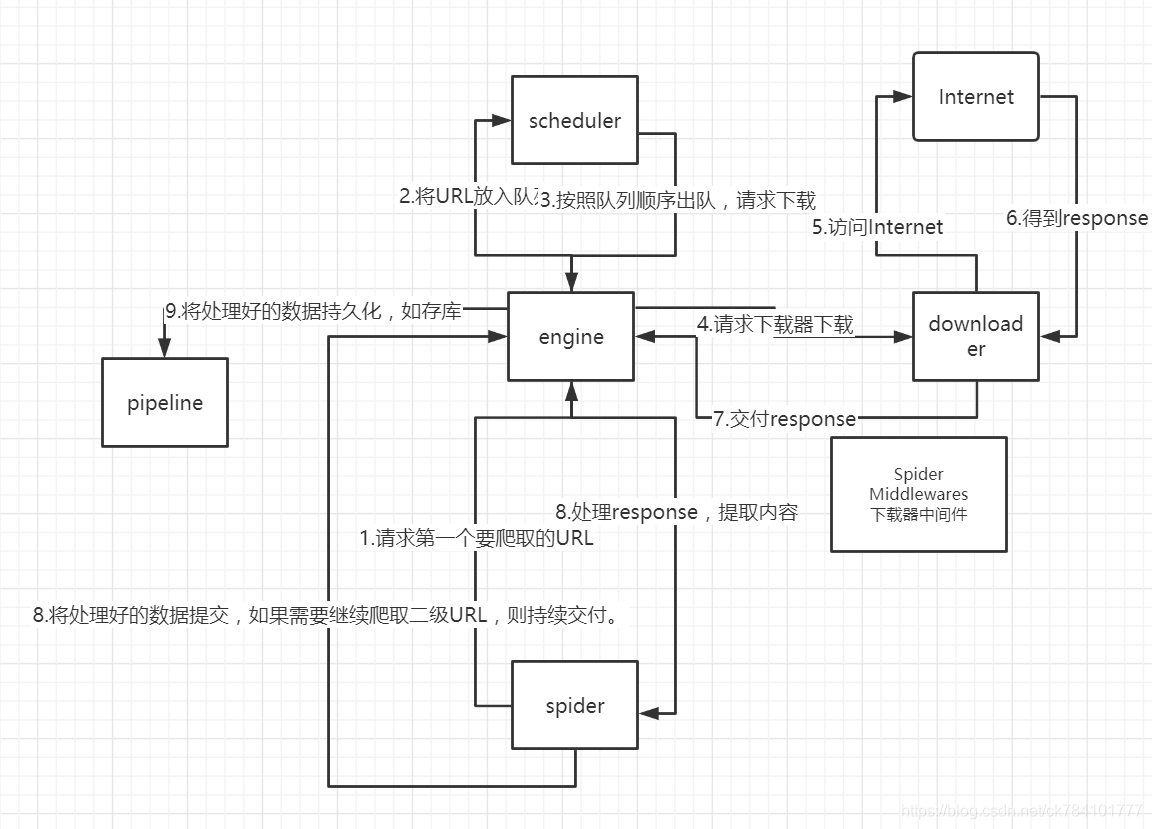 scheduler
Internet
2.将URL放入队
3.按照队列顺序出队，请求下载
5.访问Internet
6.得到response
9.将处理好的数据持久化，如存库
engine
4.请求下载器下载
download
er
pipeline
7.交付response
Spider
Middlewares
下载器中间件
8.处理response，提取内容
1.请求第一个要爬取的URL
8.将处理好的数据提交，如果需要继续爬取二级URL，则持续交付。
spider
https://blog.csdn.net/ck784101777